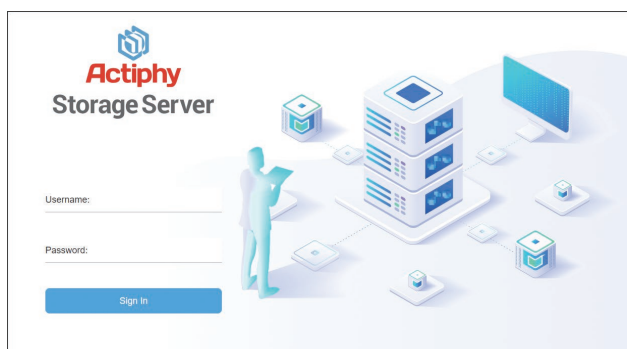 Actiphy
Storage Server
Username:
Password:
Sign In